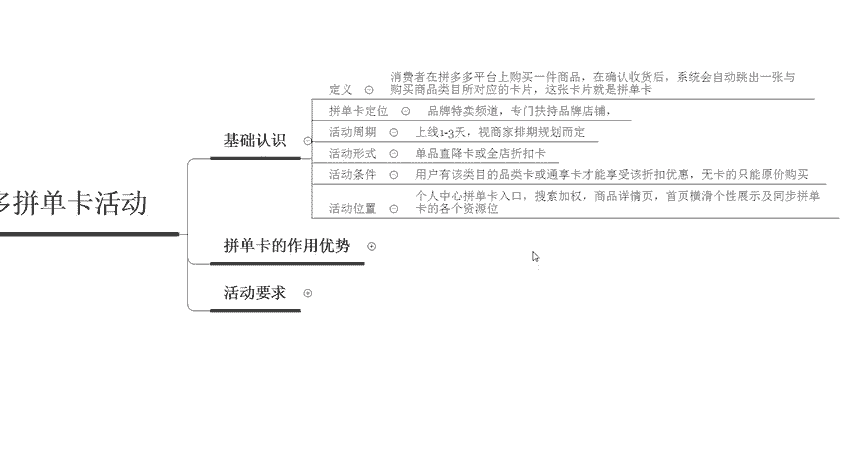 消费者在拼多多平台上购买一件商品，在确认收货后，系统会自动跳出一张与
定义 购买商品类目所对应的卡片，这张卡片就是拼单卡
拼单卡定位 品牌特卖频道，专门扶持品牌店铺，
活动周期 上线1-3天，视商家排期规划而定
基础认识
活动形式 单品直降卡或全店折扣卡
活动条件 用户有该类目的品类卡或通享卡才能享受该折扣优惠，无卡的只能原价购买
个人中心拼单卡入口，搜索加权，商品详情页，首页横滑个性展示及同步拼单
活动位置 卡的各个资源位
多拼单卡活动
拼单卡的作用优势
活动要求